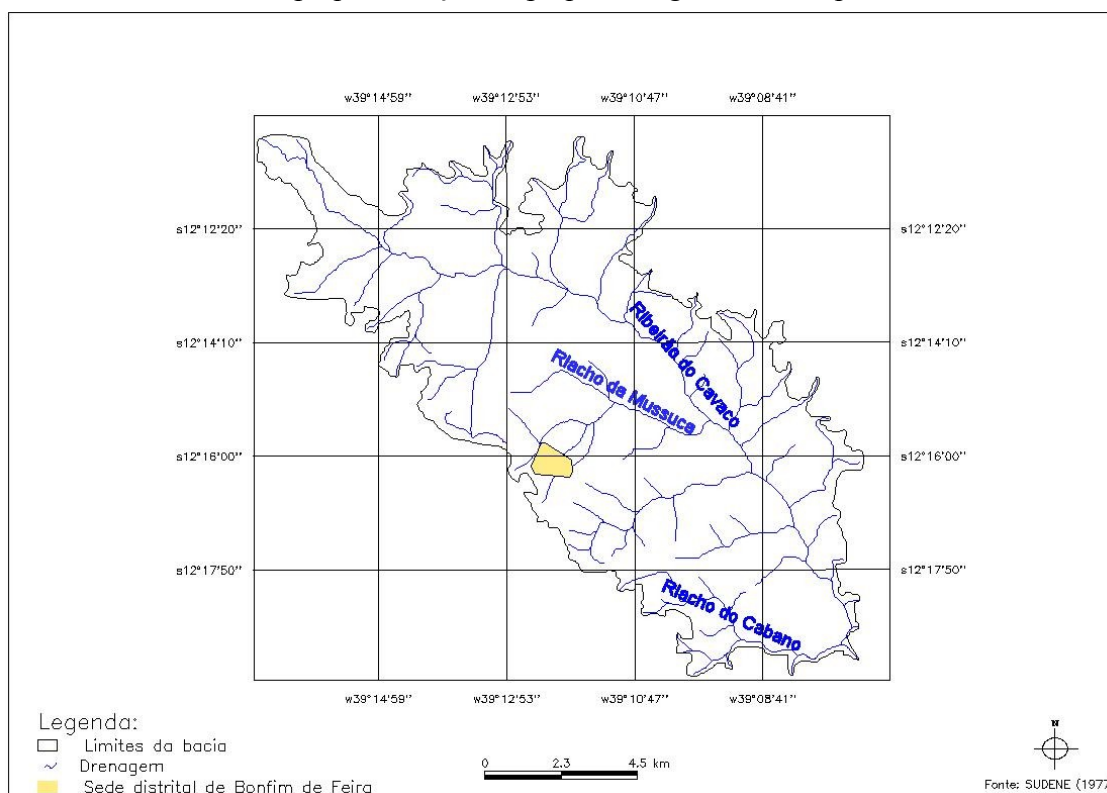 w39°14'59'' w39°12'53'' w39°10'47'' w39°08'41''
s12°12'20'' s12°12'20''
Ribeirão do Cavaco
s12°14'10'' s12°14'10''
Riacho da Mussuca
s12°16'00'' s12°16'00''
s12°17'50'' s12°17'50''
Riacho do Cabano
w39°14'59'' w39°12'53'' w39°10'47'' w39°08'41''
Legenda:
Limites da bacia
Drenagem
Sede distrital de Bonfim de Feira
0 2.3 4.5 km
N
Fonte: SUDENE (1977